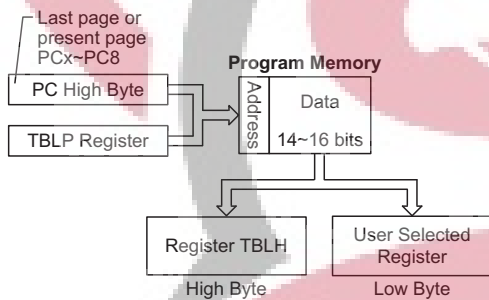 Last page or
present page
PCx~PC8
Program Memory
PC High Byte
TBLP Register
Address
Data
14~16 bits
Register TBLH
User Selected
Register
High Byte
Low Byte